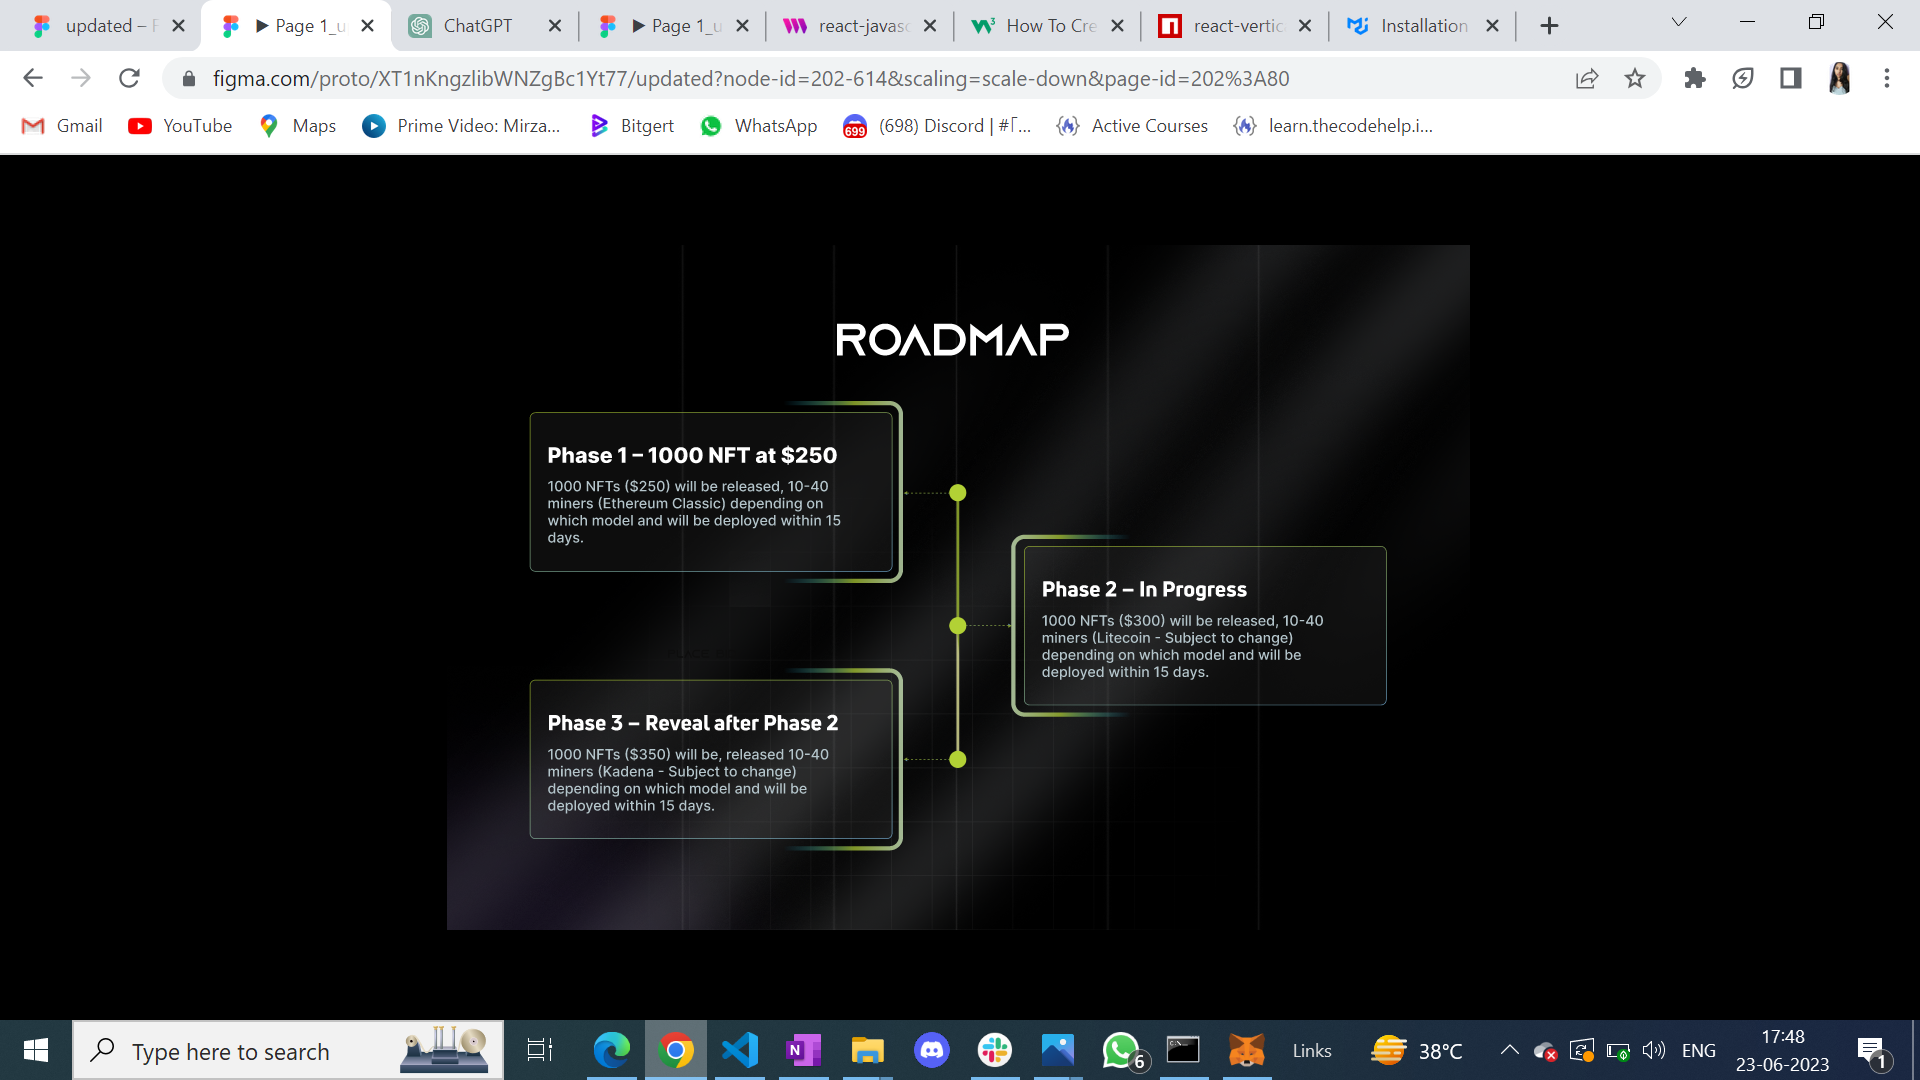 updated – F
▶ Page 1_u
ChatGPT
▶ Page 1_u
react-javasc
How To Cre
react-vertic
Installation
figma.com/proto/XT1nKngzlibWNZgBc1Yt77/updated?node-id=202-614&scaling=scale-down&page-id=202%3A80
Gmail
YouTube
Maps
Prime Video: Mirza...
Bitgert
WhatsApp
699
(698) Discord | #Γ...
Active Courses
learn.thecodehelp.i...
ROADMAP
Phase 1 – 1000 NFT at $250
1000 NFTs ($250) will be released, 10-40
miners (Ethereum Classic) depending on
which model and will be deployed within 15
days.
Phase 2 – In Progress
1000 NFTs ($300) will be released, 10-40
miners (Litecoin - Subject to change)
depending on which model and will be
deployed within 15 days.
Phase 3 – Reveal after Phase 2
1000 NFTs ($350) will be, released 10-40
miners (Kadena - Subject to change)
depending on which model and will be
deployed within 15 days.
Type here to search
N
6
Links
38°C
ENG
17:48
23-06-2023
1